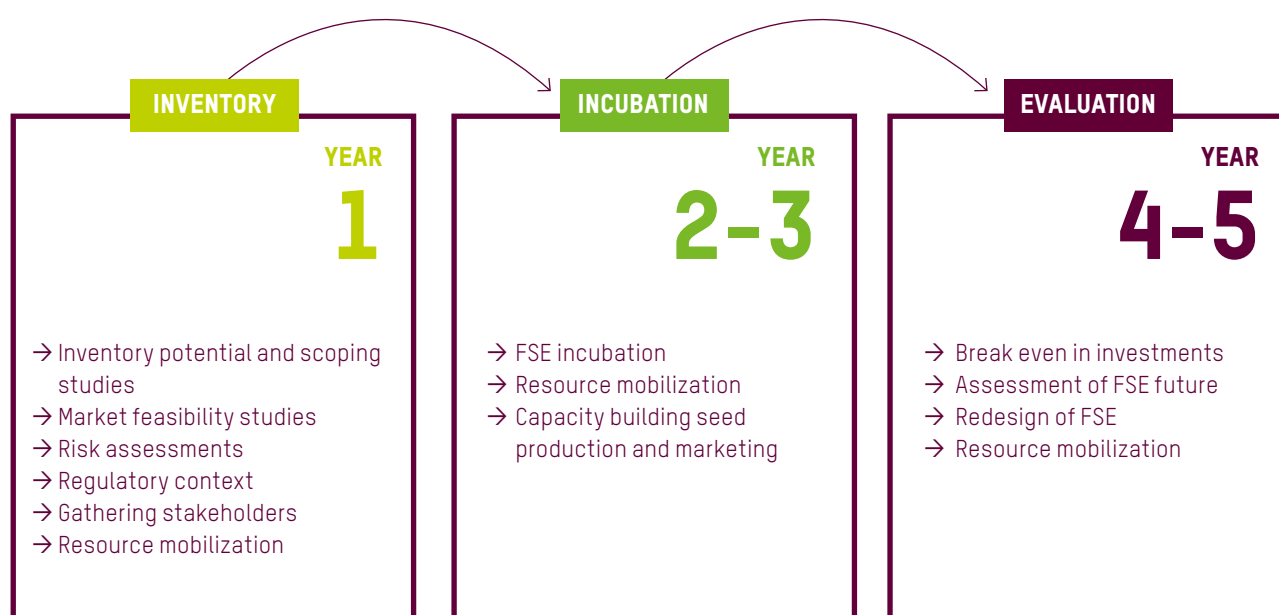 INVENTORY
YEAR
1
→ Inventory potential and scoping
studies
→ Market feasibility studies
→ Risk assessments
→ Regulatory context
→ Gathering stakeholders
→ Resource mobilization
INCUBATION
YEAR
2-3
→ FSE incubation
→ Resource mobilization
→ Capacity building seed
production and marketing
EVALUATION
YEAR
4-5
→ Break even in investments
→ Assessment of FSE future
→ Redesign of FSE
→ Resource mobilization